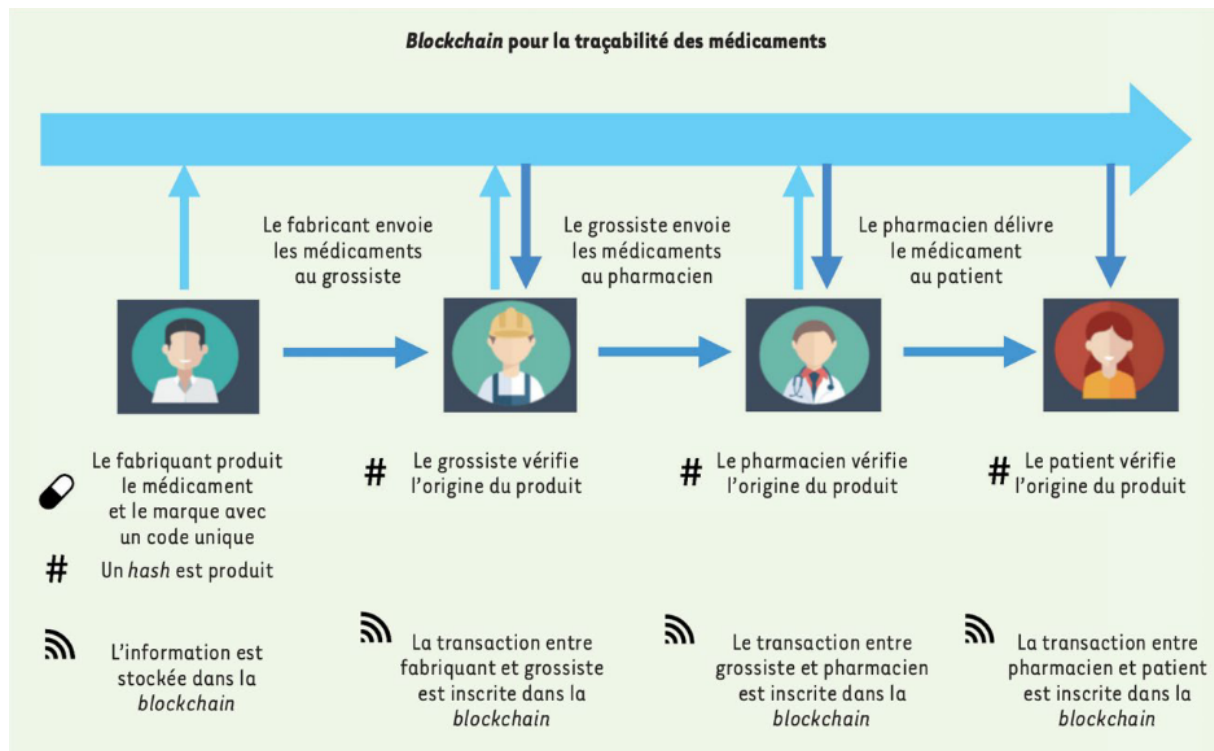 Blockchain pour la traçabilité des médicaments
Le fabricant envoie
les médicaments
au grossiste
Le grossiste envoie
les médicaments
au pharmacien
Le pharmacien délivre
le médicament
au patient
Le fabriquant produit
le médicament
et le marque avec
un code unique
# Un hash est produit
L'information est
stockée dans la
blockchain
# Le grossiste vérifie
l'origine du produit
La transaction entre
fabriquant et grossiste
est inscrite dans la
blockchain
# Le pharmacien vérifie
l'origine du produit
Le transaction entre
grossiste et pharmacien
est inscrite dans la
blockchain
# Le patient vérifie
l'origine du produit
La transaction entre
pharmacien et patient
est inscrite dans la
blockchain